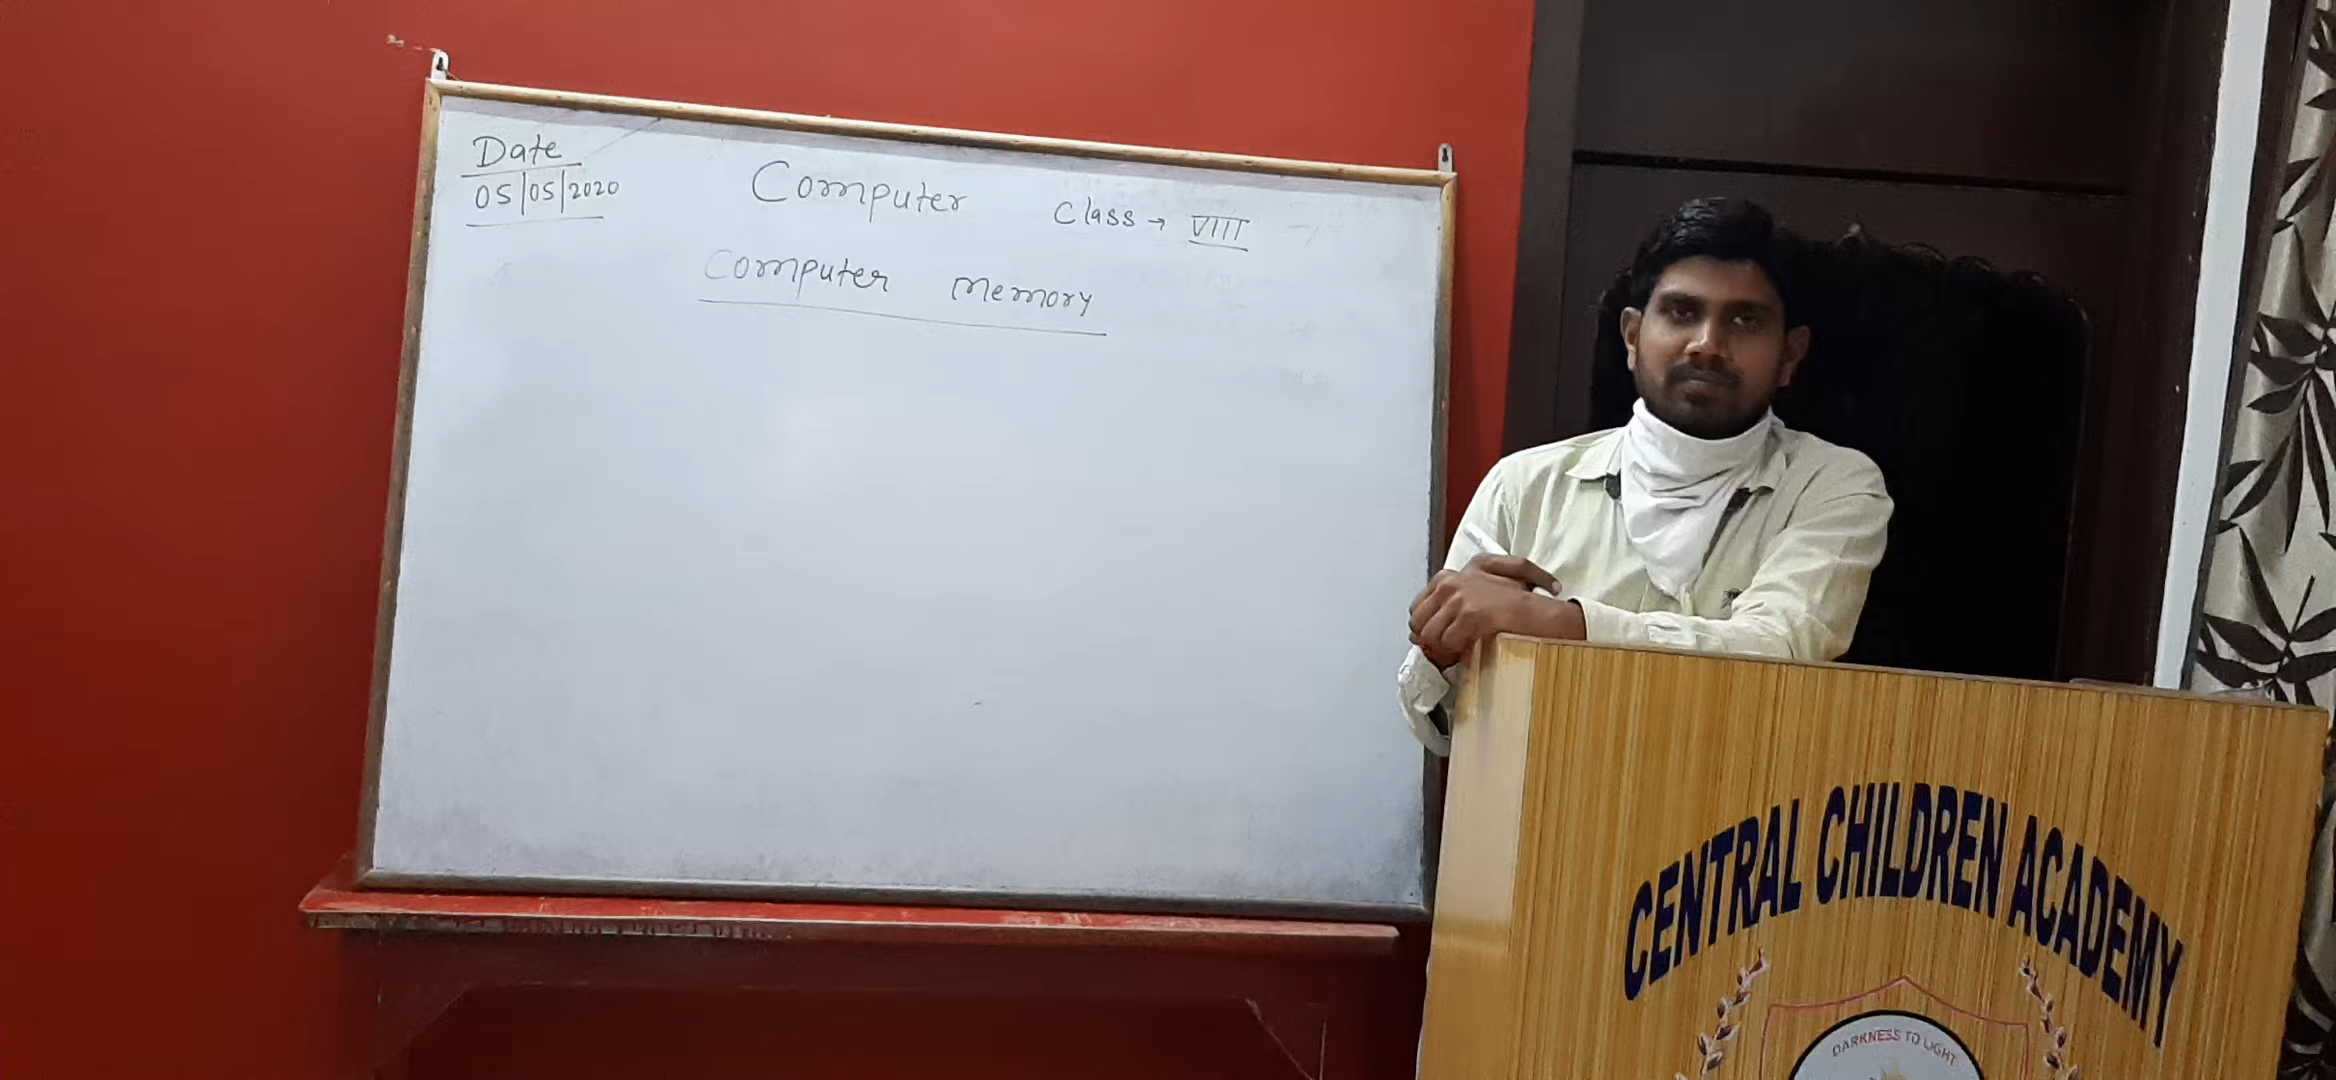 Date
05/05/2020
Computer
Class → VIII
Computer memory
CENTRAL CHILDREN ACADEMY
DARKNESS TO LIGHT